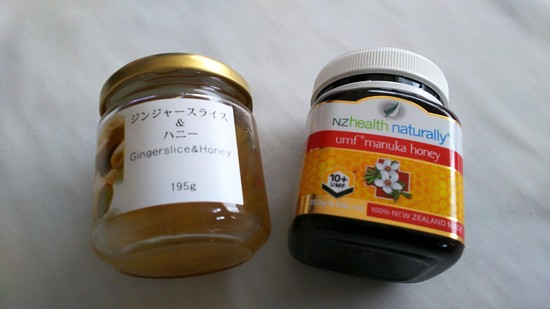 ジンジャースライス
&
ハニー
Gingerslice&Honey
195g
NZhealth naturally®
umf® manuka honey
10+
UMF
100% NEW ZEALAND